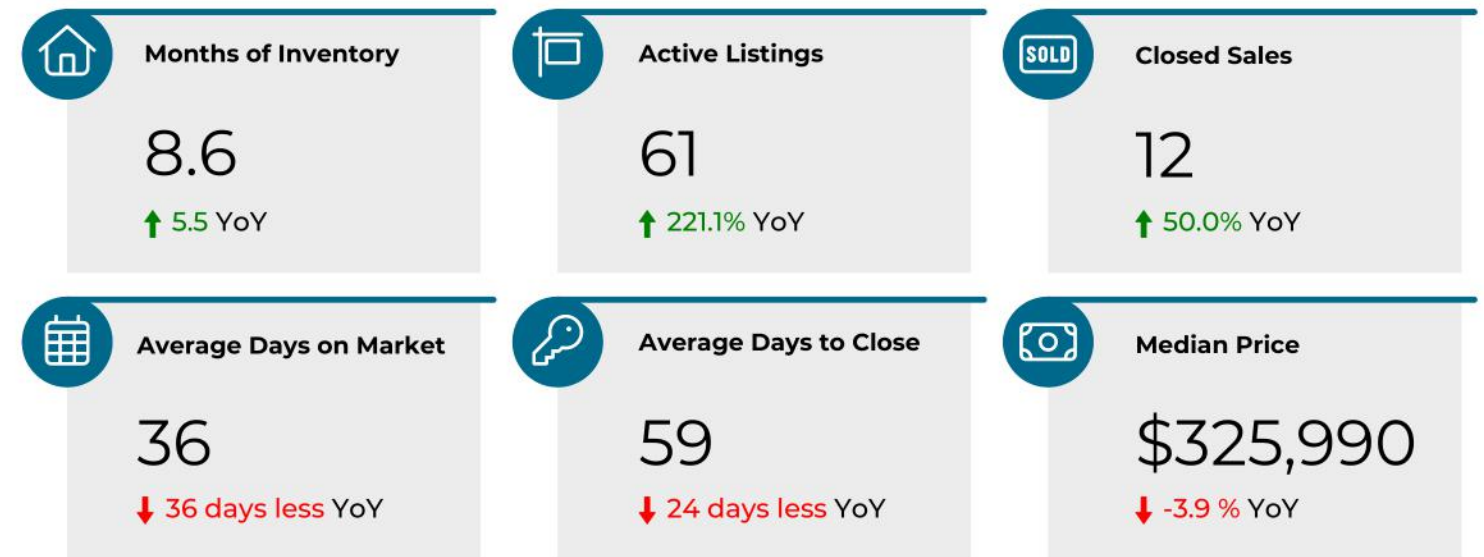 Months of Inventory
8.6
5.5 YoY
Active Listings
61
221.1% YoY
SOLD
Closed Sales
12
50.0% YoY
Average Days on Market
36
36 days less YoY
Average Days to Close
59
24 days less YoY
Median Price
$325,990
-3.9 % YoY